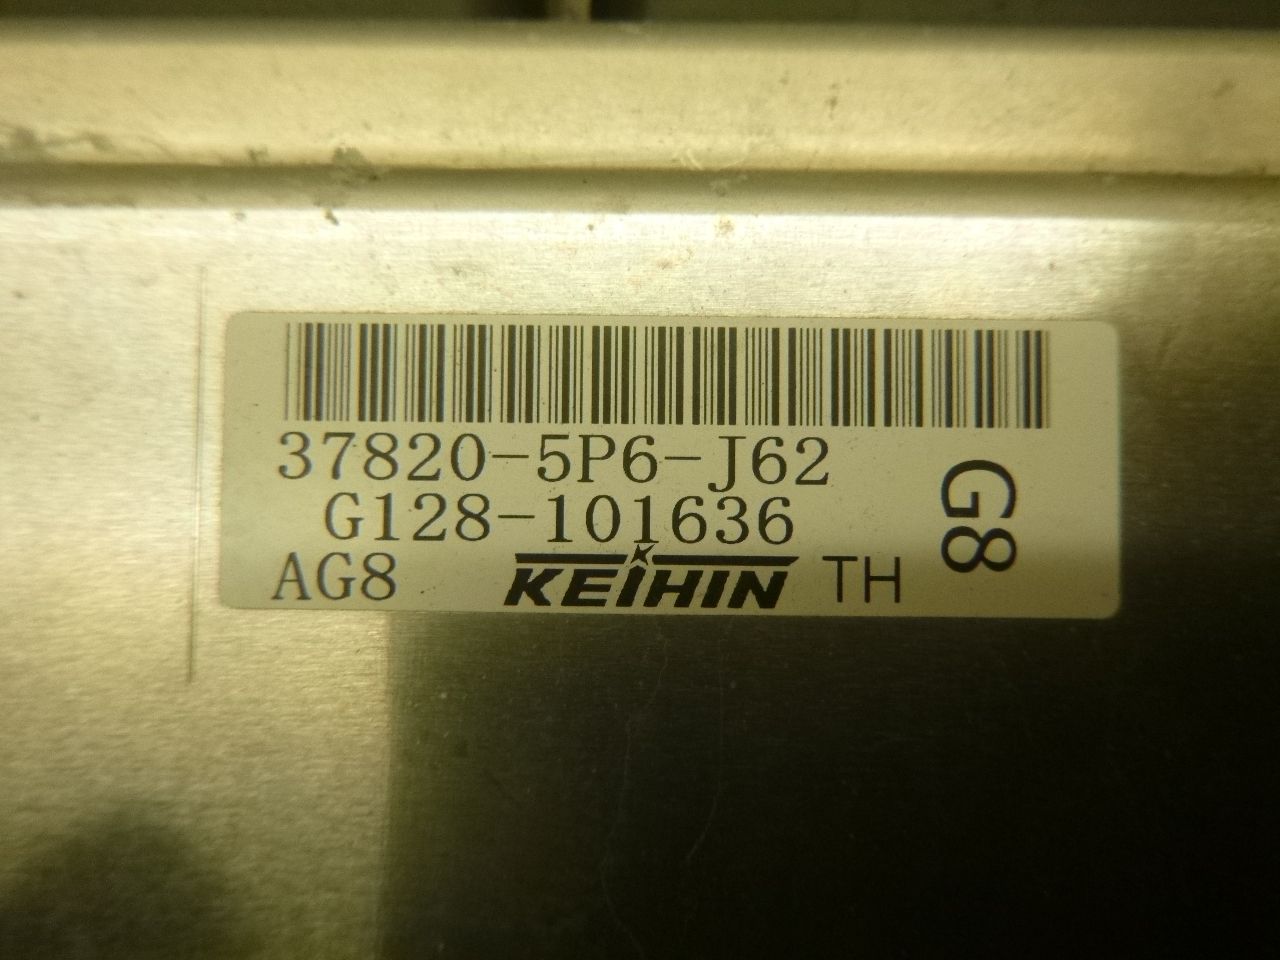 37820-5P6-J62
G128-101636
AG8 KEIHIN TH
G8